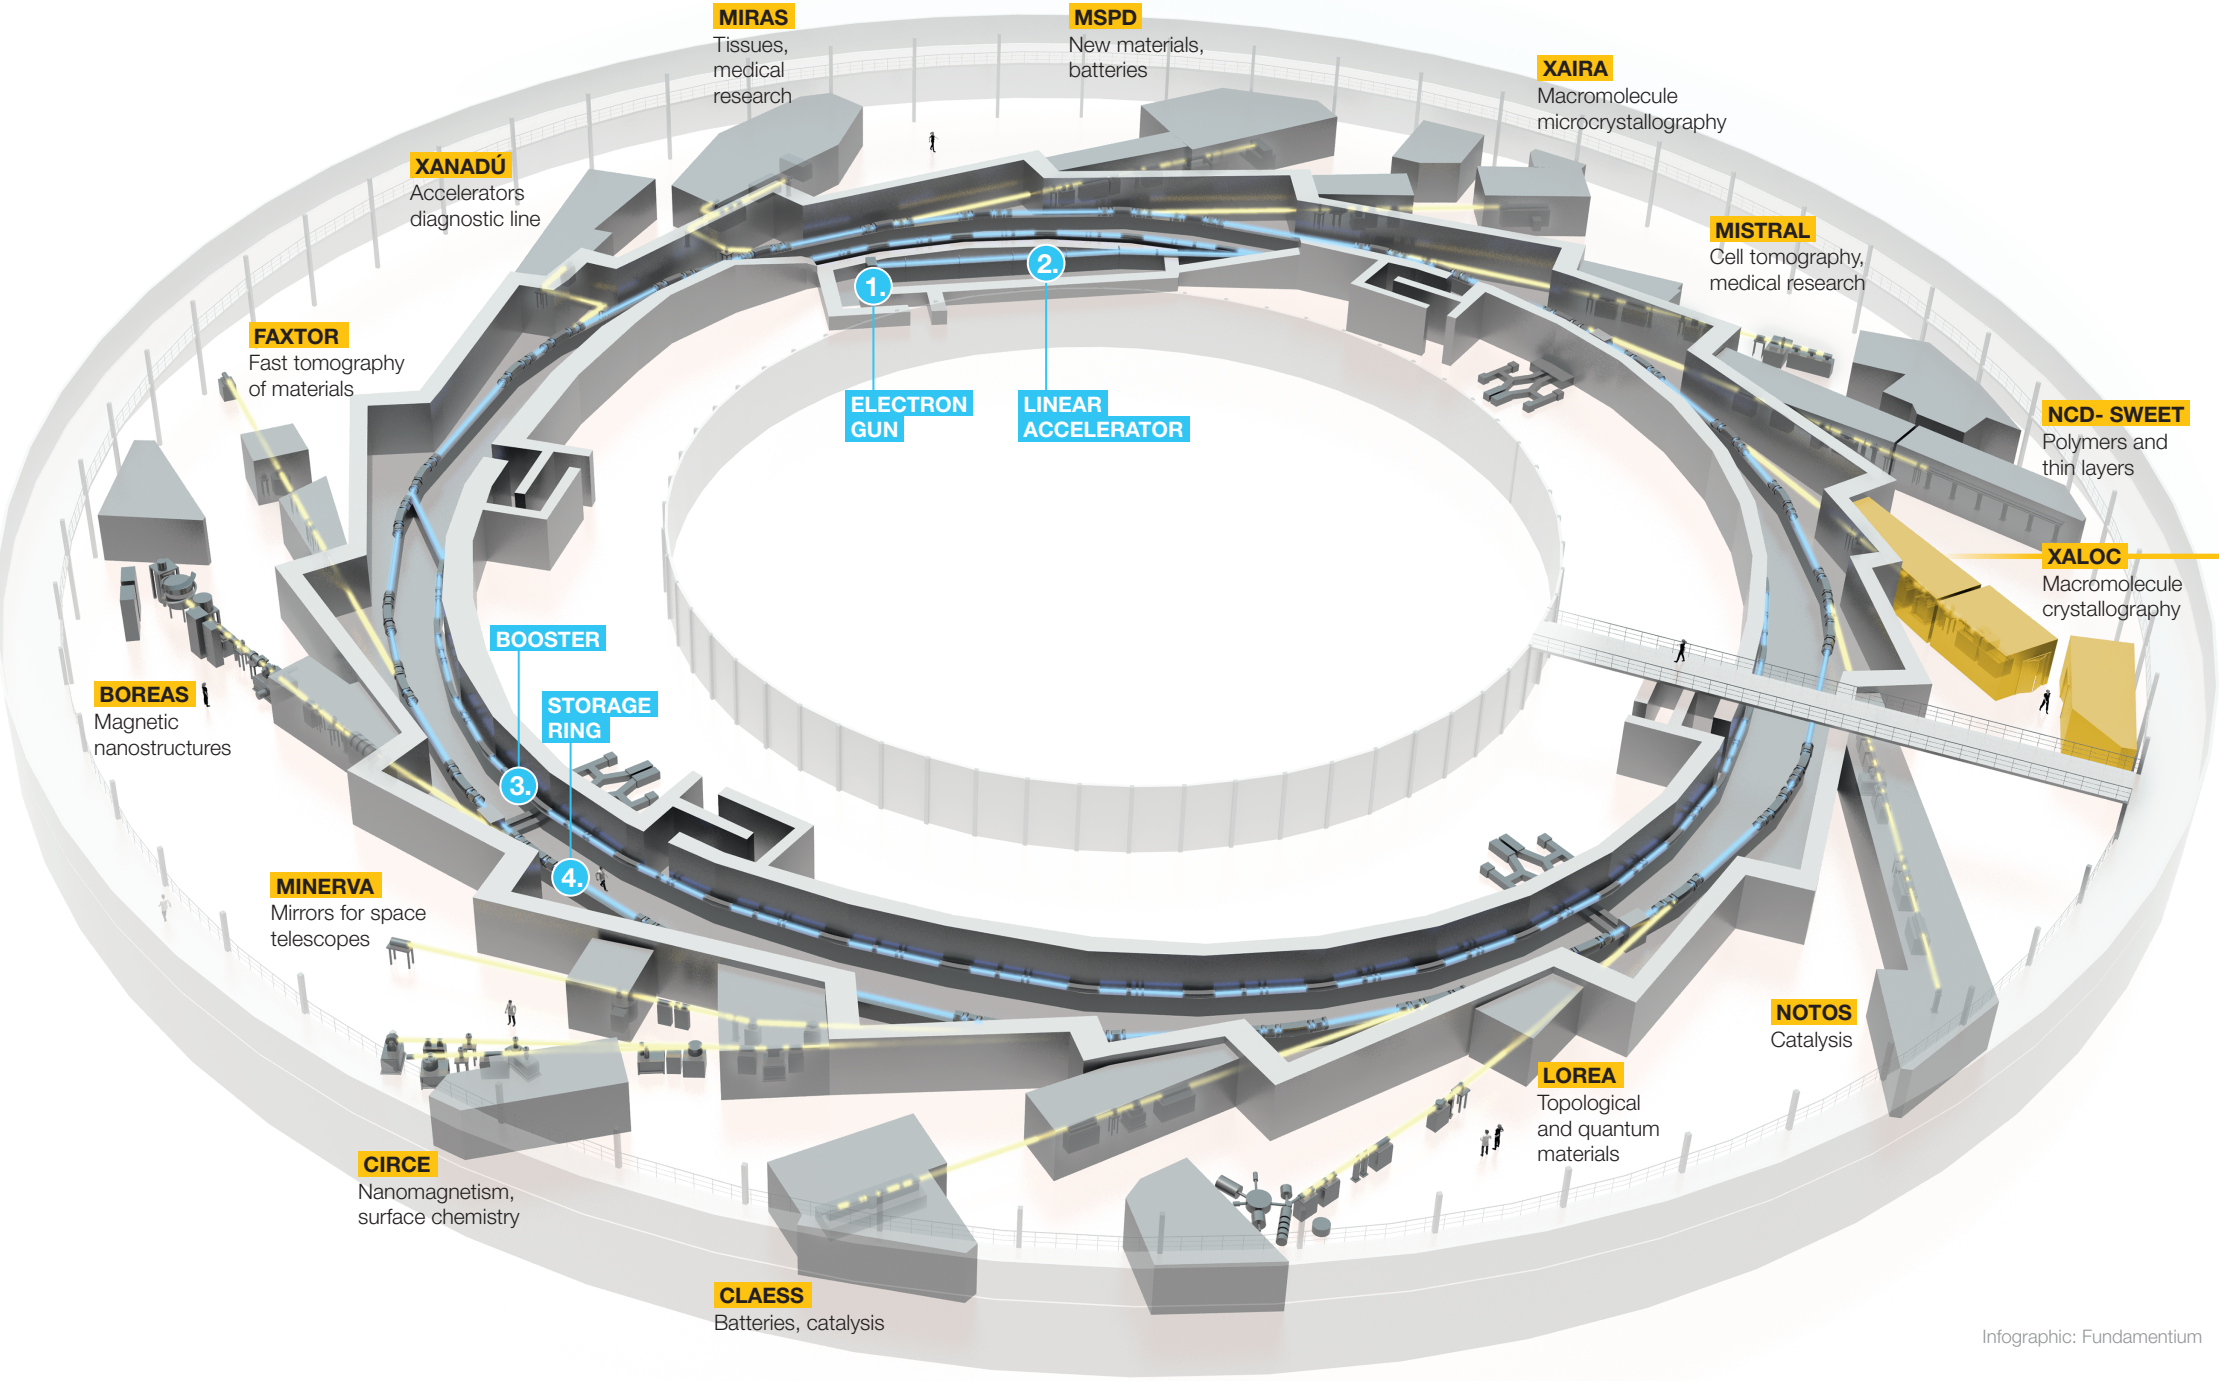 MIRAS
Tissues,
medical
research
MSPD
New materials,
batteries
XAIRA
Macromolecule
microcrystallography
XANADÚ
Accelerators
diagnostic line
MISTRAL
Cell tomography,
medical research
FAXTOR
Fast tomography
of materials
1.
2.
ELECTRON
GUN
LINEAR
ACCELERATOR
NCD- SWEET
Polymers and
thin layers
XALOC
Macromolecule
crystallography
BOOSTER
STORAGE
RING
3.
4.
BOREAS
Magnetic
nanostructures
MINERVA
Mirrors for space
telescopes
NOTOS
Catalysis
LOREA
Topological
and quantum
materials
CIRCE
Nanomagnetism,
surface chemistry
CLAESS
Batteries, catalysis
Infographic: Fundamentium